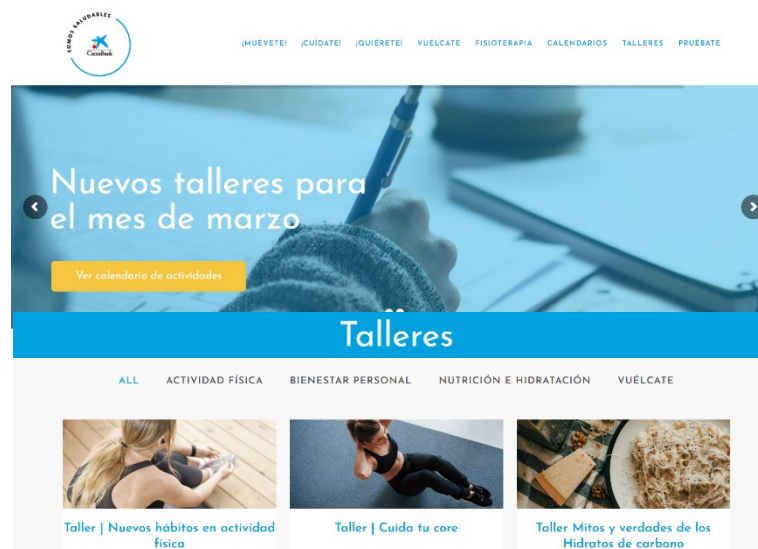 SOMOS SALUDABLES
CaixaBank
¡MUÉVETE! ¡CUÍDATE! ¡QUIÉRETE! VUÉLCATE FISIOTERAPIA CALENDARIOS TALLERES PRUÉBATE
Nuevos talleres para
el mes de marzo
Ver calendario de actividades
Talleres
ALL ACTIVIDAD FÍSICA BIENESTAR PERSONAL NUTRICIÓN E HIDRATACIÓN VUÉLCATE
Taller | Nuevos hábitos en actividad
física
Taller | Cuida tu core
Taller Mitos y verdades de los
Hidratos de carbono